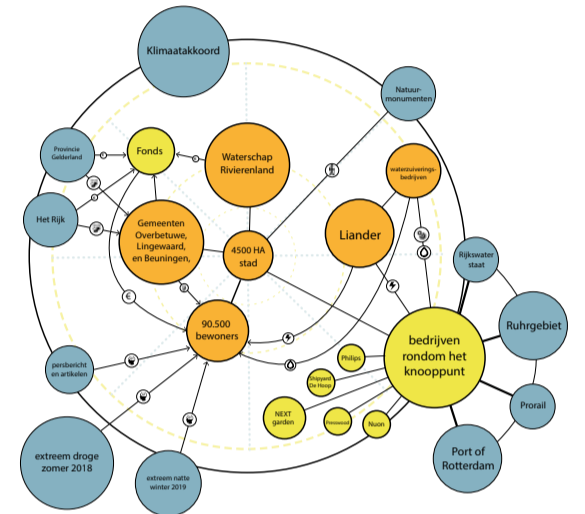 Klimaatakkoord
Natuur-
monumenten
Provincie
Gelderland
Fonds
Waterschap
Rivierenland
waterzuiverings-
bedrijven
Het Rijk
Gemeenten
Overbetuwe,
Lingewaard,
en Beuningen,
4500 HA
stad
Liander
Rijkswater
staat
€
90.500
bewoners
bedrijven
rondom het
knooppunt
Ruhrgebiet
persbericht
en artikelen
Philips
Shipyard
De Hoop
NEXT
garden
Nuon
Prorail
extreem droge
zomer 2018
extreem natte
winter 2019
Port of
Rotterdam